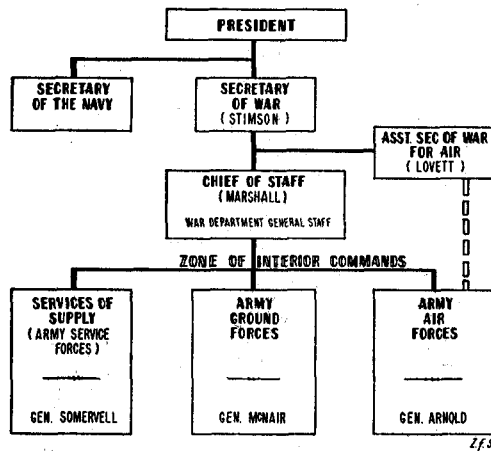 PRESIDENT
SECRETARY
OF THE NAVY
SECRETARY
OF WAR
(STIMSON)
ASST. SEC OF WAR
FOR AIR
(LOVETT)
CHIEF OF STAFF
(MARSHALL)
WAR DEPARTMENT GENERAL STAFF
ZONE OF INTERIOR COMMANDS
SERVICES OF
SUPPLY
(ARMY SERVICE
FORCES)
GEN. SOMERVELL
ARMY
GROUND
FORCES
GEN. MCNAIR
ARMY
AIR
FORCES
GEN. ARNOLD